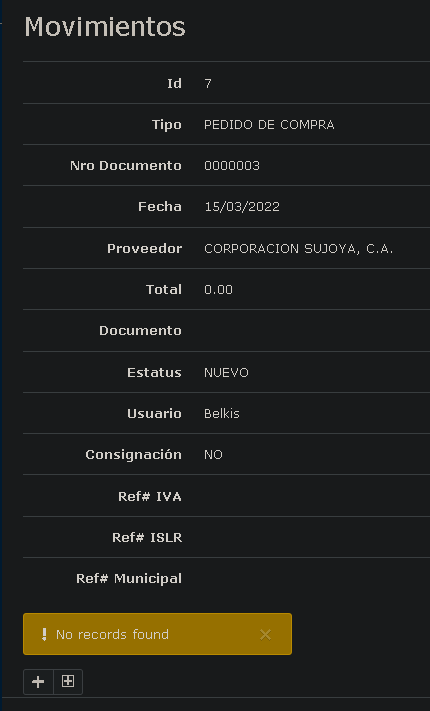 Movimientos
Id 7
Tipo PEDIDO DE COMPRA
Nro Documento 0000003
Fecha 15/03/2022
Proveedor CORPORACION SUJOYA, C.A.
Total 0.00
Documento
Estatus NUEVO
Usuario Belkis
Consignación NO
Ref# IVA
Ref# ISLR
Ref# Municipal
No records found